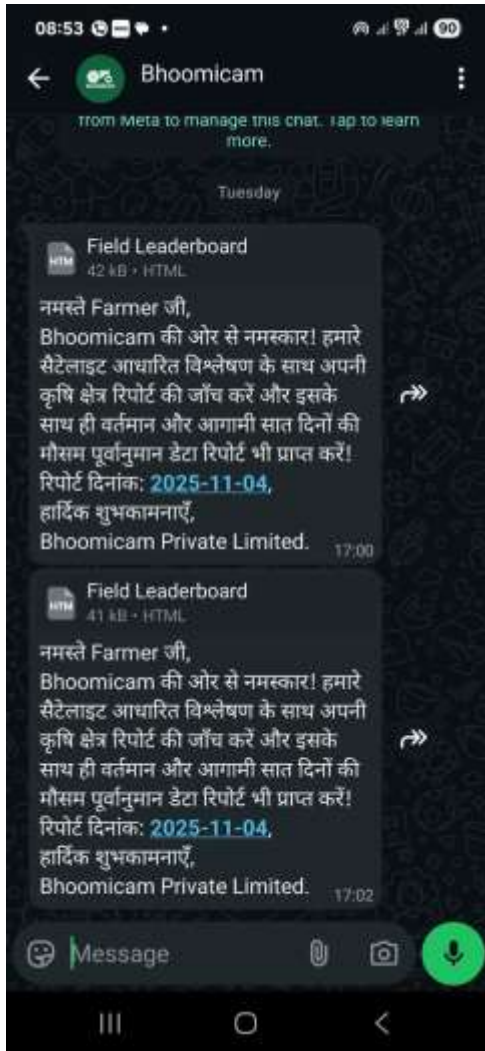 08:53
90
Bhoomicam
from Meta to manage this chat. Tap to learn
more.
Tuesday
Field Leaderboard
HTM
42 kB • HTML
नमस्ते Farmer जी,
Bhoomicam की ओर से नमस्कार! हमारे
सैटेलाइट आधारित विश्लेषण के साथ अपनी
कृषि क्षेत्र रिपोर्ट की जाँच करें और इसके
साथ ही वर्तमान और आगामी सात दिनों की
मौसम पूर्वानुमान डेटा रिपोर्ट भी प्राप्त करें!
रिपोर्ट दिनांक: 2025-11-04,
हार्दिक शुभकामनाएँ,
Bhoomicam Private Limited.
17:00
Field Leaderboard
HTM
41 kB • HTML
नमस्ते Farmer जी,
Bhoomicam की ओर से नमस्कार! हमारे
सैटेलाइट आधारित विश्लेषण के साथ अपनी
कृषि क्षेत्र रिपोर्ट की जाँच करें और इसके
साथ ही वर्तमान और आगामी सात दिनों की
मौसम पूर्वानुमान डेटा रिपोर्ट भी प्राप्त करें!
रिपोर्ट दिनांक: 2025-11-04,
हार्दिक शुभकामनाएँ,
Bhoomicam Private Limited.
17:02
Message